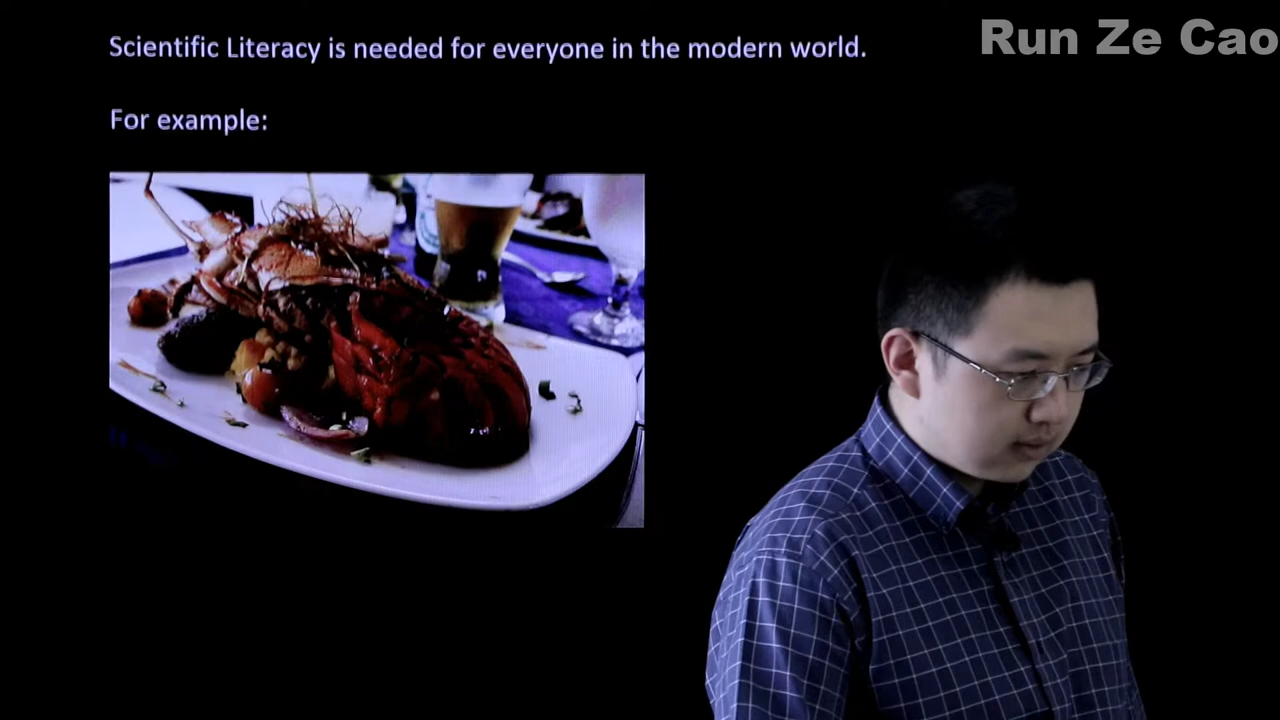 Run Ze Cao
Scientific Literacy is needed for everyone in the modern world.
For example: